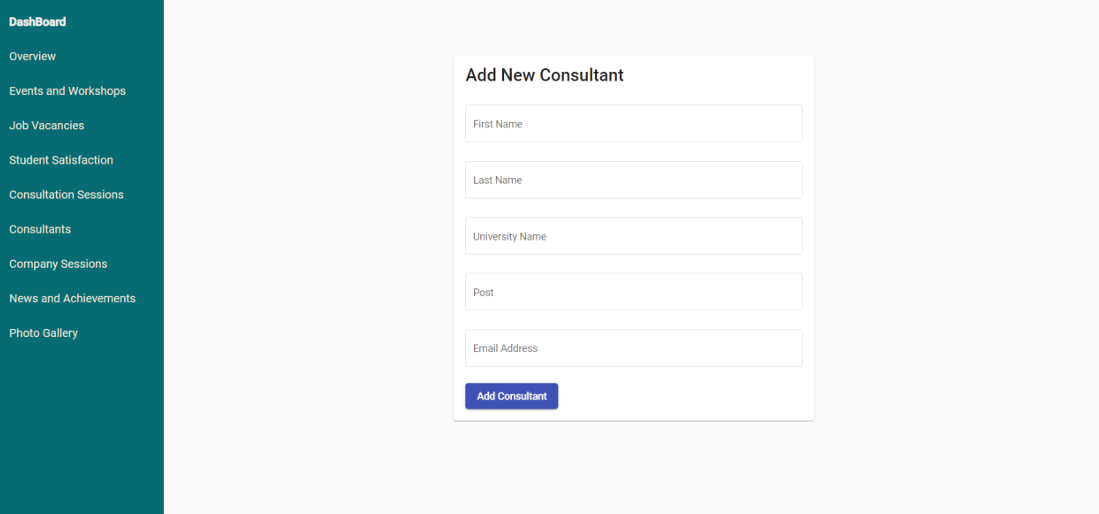 DashBoard
Overview
Events and Workshops
Job Vacancies
Student Satisfaction
Consultation Sessions
Consultants
Company Sessions
News and Achievements
Photo Gallery
Add New Consultant
First Name
Last Name
University Name
Post
Email Address
Add Consultant